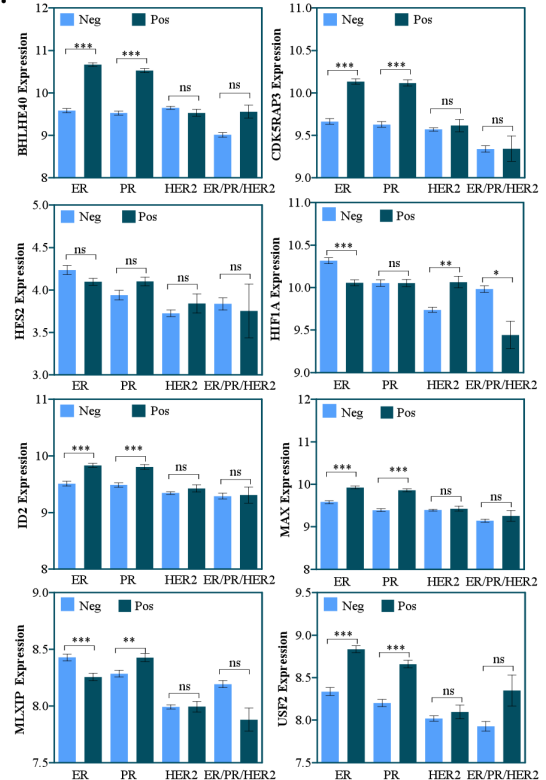 Neg Pos
BHLHE40 Expression
12
11
10
9
8
*** *** ns ns
ER PR HER2 ER/PR/HER2
Neg Pos
CDK5RAP3 Expression
11.0
10.5
10.0
9.5
9.0
*** *** ns ns
ER PR HER2 ER/PR/HER2
Neg Pos
HES2 Expression
5.0
4.5
4.0
3.5
3.0
ns ns ns ns
ER PR HER2 ER/PR/HER2
Neg Pos
HIF1A Expression
11.0
10.5
10.0
9.5
9.0
*** ns ** *
ER PR HER2 ER/PR/HER2
Neg Pos
ID2 Expression
11
10
9
8
*** *** ns ns
ER PR HER2 ER/PR/HER2
Neg Pos
MAX Expression
12
11
10
9
8
*** *** ns ns
ER PR HER2 ER/PR/HER2
Neg Pos
MLXIP Expression
9.0
8.5
8.0
7.5
*** ** ns ns
ER PR HER2 ER/PR/HER2
Neg Pos
USF2 Expression
9.5
9.0
8.5
8.0
7.5
*** *** ns ns
ER PR HER2 ER/PR/HER2